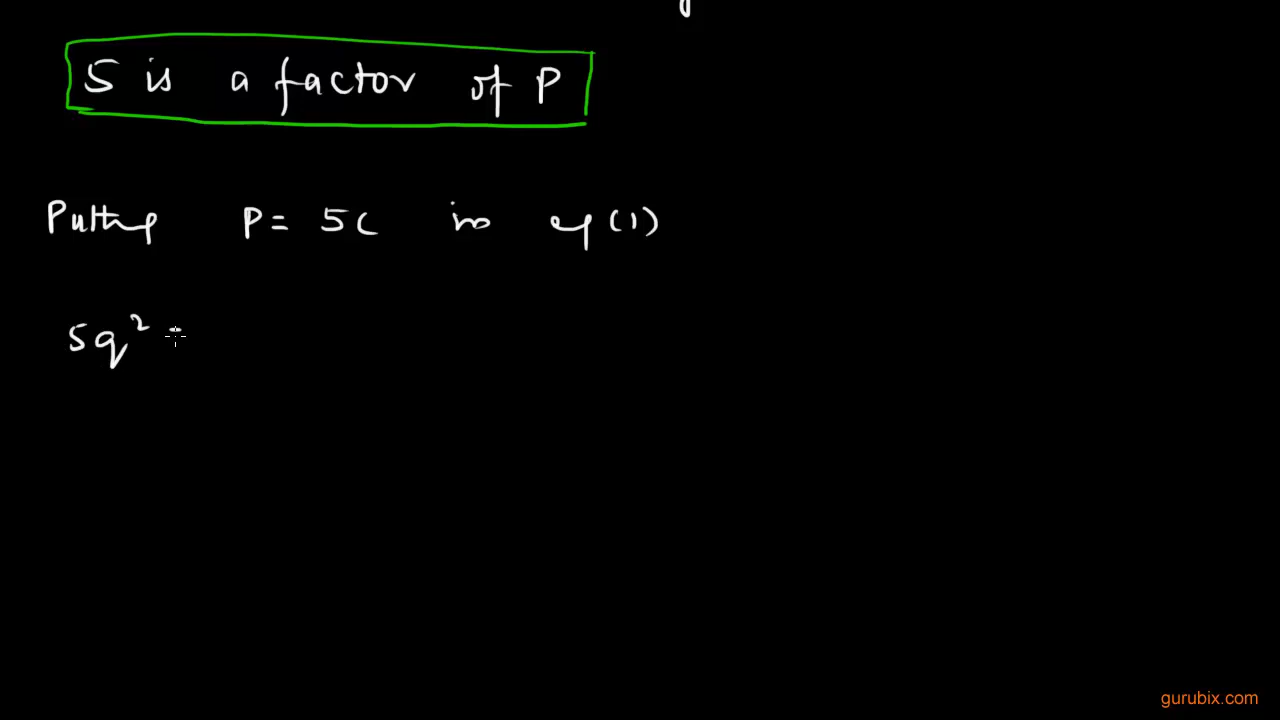 5 is a factor of P
Putting P = 5c in eq (1)
5q²
gurubix.com